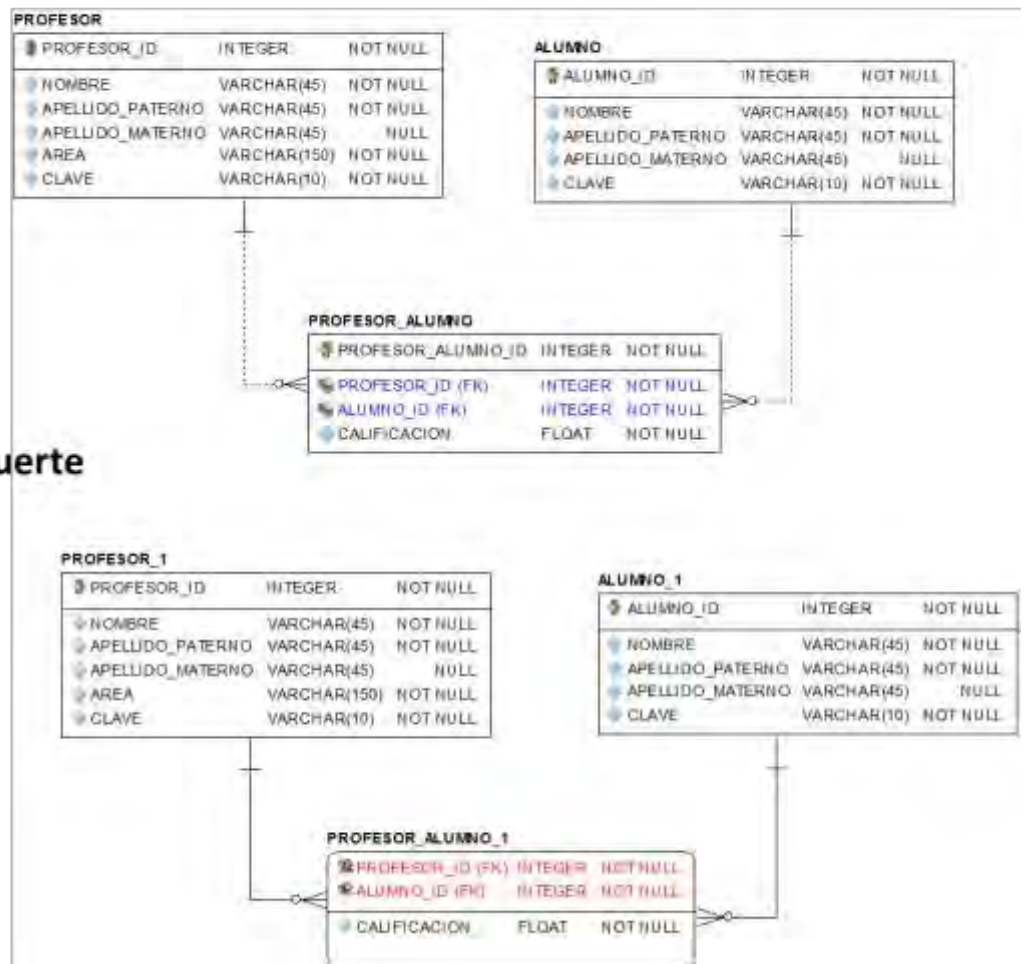 PROFESOR
PROFESOR_ID INTEGER NOT NULL
NOMBRE VARCHAR(45) NOT NULL
APELLIDO_PATERNO VARCHAR(45) NOT NULL
APELLIDO_MATERNO VARCHAR(45) NULL
AREA VARCHAR(150) NOT NULL
CLAVE VARCHAR(10) NOT NULL
ALUMNO
ALUMNO_ID INTEGER NOT NULL
NOMBRE VARCHAR(45) NOT NULL
APELLIDO_PATERNO VARCHAR(45) NOT NULL
APELLIDO_MATERNO VARCHAR(45) NULL
CLAVE VARCHAR(10) NOT NULL
PROFESOR_ALUMNO
PROFESOR_ALUMNO_ID INTEGER NOT NULL
PROFESOR_ID (FK) INTEGER NOT NULL
ALUMNO_ID (FK) INTEGER NOT NULL
CALIFICACION FLOAT NOT NULL
uerte
PROFESOR_1
PROFESOR_ID INTEGER NOT NULL
NOMBRE VARCHAR(45) NOT NULL
APELLIDO_PATERNO VARCHAR(45) NOT NULL
APELLIDO_MATERNO VARCHAR(45) NULL
AREA VARCHAR(150) NOT NULL
CLAVE VARCHAR(10) NOT NULL
ALUMNO_1
ALUMNO_ID INTEGER NOT NULL
NOMBRE VARCHAR(45) NOT NULL
APELLIDO_PATERNO VARCHAR(45) NOT NULL
APELLIDO_MATERNO VARCHAR(45) NULL
CLAVE VARCHAR(10) NOT NULL
PROFESOR_ALUMNO_1
PROFESOR_ID (FK) INTEGER NOT NULL
ALUMNO_ID (FK) INTEGER NOT NULL
CALIFICACION FLOAT NOT NULL